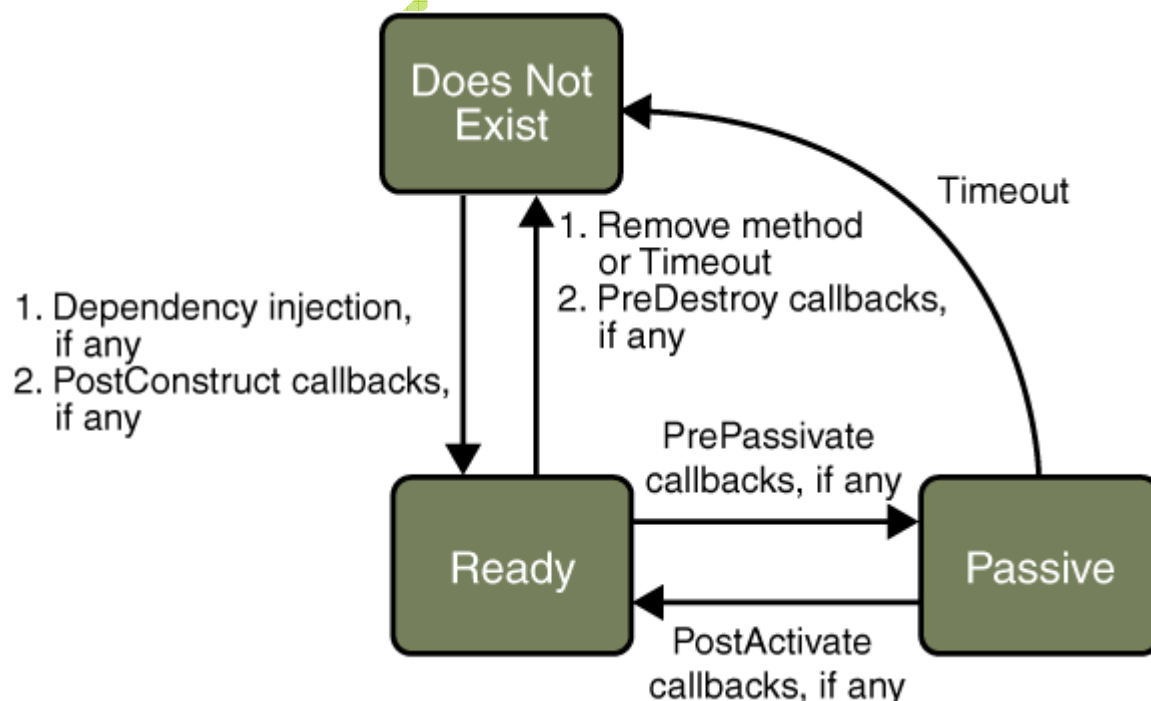 Does Not
Exist
Timeout
1. Remove method
or Timeout
2. PreDestroy callbacks,
if any
1. Dependency injection,
if any
2. PostConstruct callbacks,
if any
PrePassivate
callbacks, if any
Ready
Passive
PostActivate
callbacks, if any